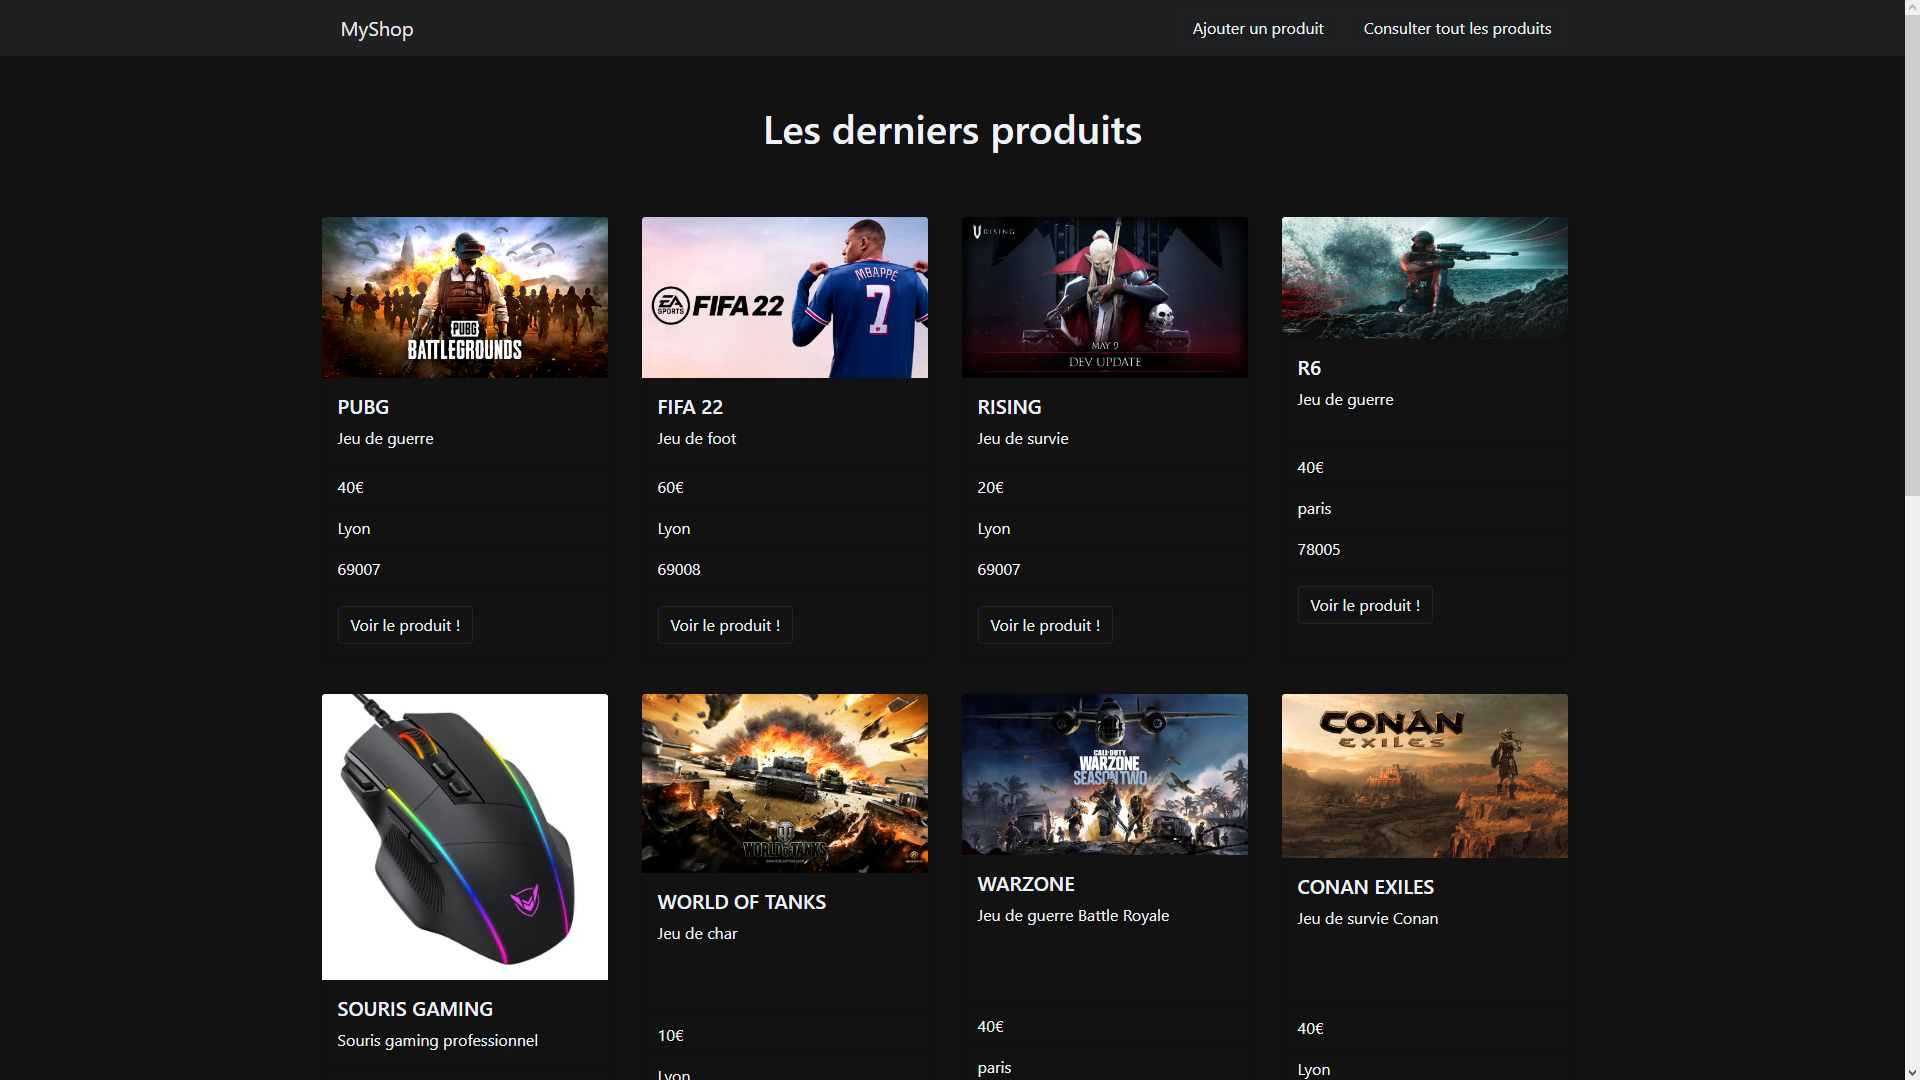 MyShop
Ajouter un produit
Consulter tout les produits
Les derniers produits
PUBG
BATTLEGROUNDS
PUBG
Jeu de guerre
40€
Lyon
69007
Voir le produit !
EA SPORTS
FIFA 22
MBAPPÉ
7
FIFA 22
Jeu de foot
60€
Lyon
69008
Voir le produit !
V RISING
MAY 9
DEV UPDATE
RISING
Jeu de survie
20€
Lyon
69007
Voir le produit !
R6
Jeu de guerre
40€
paris
78005
Voir le produit !
SOURIS GAMING
Souris gaming professionnel
WORLD OF TANKS
WORLD OF TANKS
Jeu de char
10€
Lyon
CALL OF DUTY
WARZONE
SEASON TWO
WARZONE
Jeu de guerre Battle Royale
40€
paris
CONAN
EXILES
CONAN EXILES
Jeu de survie Conan
40€
Lyon